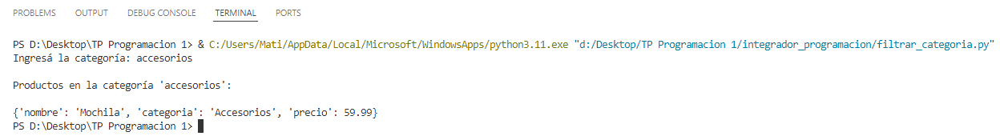 PROBLEMS OUTPUT DEBUG CONSOLE TERMINAL PORTS
PS D:\Desktop\TP Programacion 1> & C:/Users/Mati/AppData/Local/Microsoft/WindowsApps/python3.11.exe "d:/Desktop/TP Programacion 1/integrador_programacion/filtrar_categoria.py"
Ingresá la categoría: accesorios
Productos en la categoría 'accesorios':
{'nombre': 'Mochila', 'categoria': 'Accesorios', 'precio': 59.99}
PS D:\Desktop\TP Programacion 1>